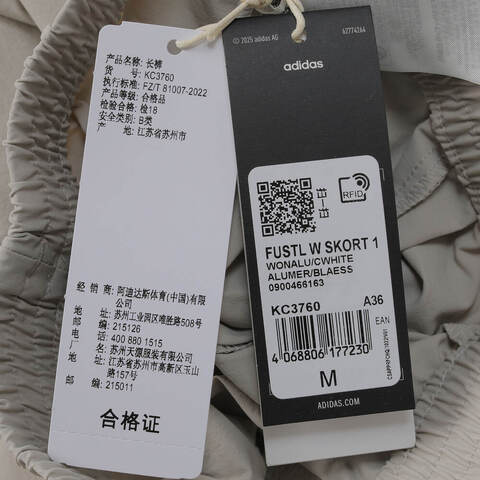 产品名称: 长裤
货 号: KC3760
执行标准: FZ/T 81007-2022
产品等级: 合格品
检验合格: 检18
安全类别: B类
产 地: 江苏省苏州市
经 销 商: 阿迪达斯体育(中国)有限公司
地址: 苏州工业园区唯胜路508号
邮编: 215126
电话: 400 880 1515
制 造 商: 苏州天源服装有限公司
地址: 江苏省苏州市高新区玉山路157号
邮编: 215011
合格证
© 2025 adidas AG
62774264
adidas
RFID
FUSTL W SKORT 1
WONALU/CWHITE
ALUMER/BLAESS
0900466163
KC3760 A36
EAN
4 068806 177230
M
ADIDAS.COM